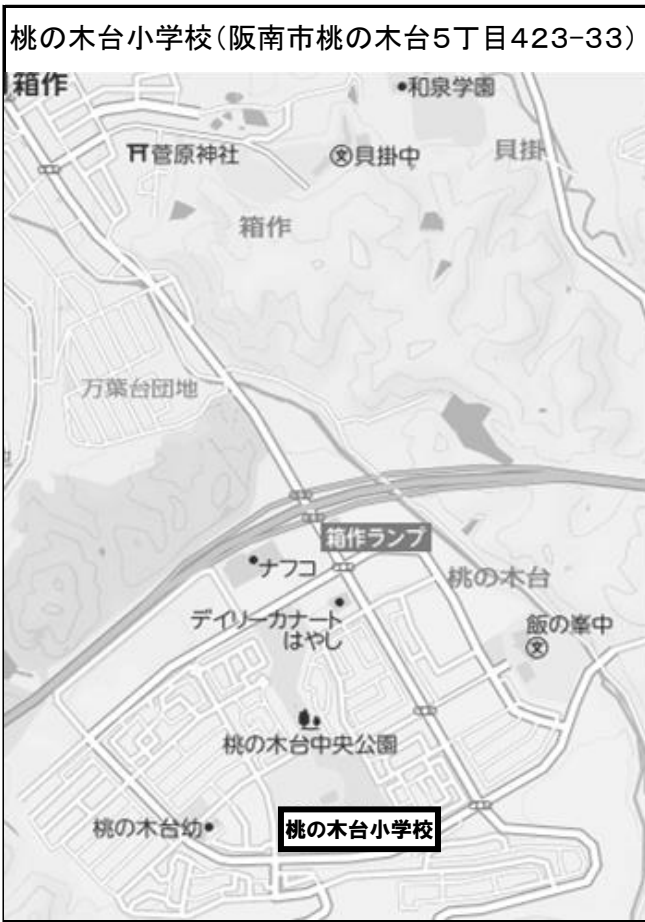 桃の木台小学校(阪南市桃の木台5丁目423-33)
箱作
和泉学園
菅原神社
文貝掛中
貝掛
箱作
万葉台団地
箱作ランプ
ナフコ
桃の木台
デイリーカナート
はやし
飯の峯中
文
桃の木台中央公園
桃の木台幼
桃の木台小学校